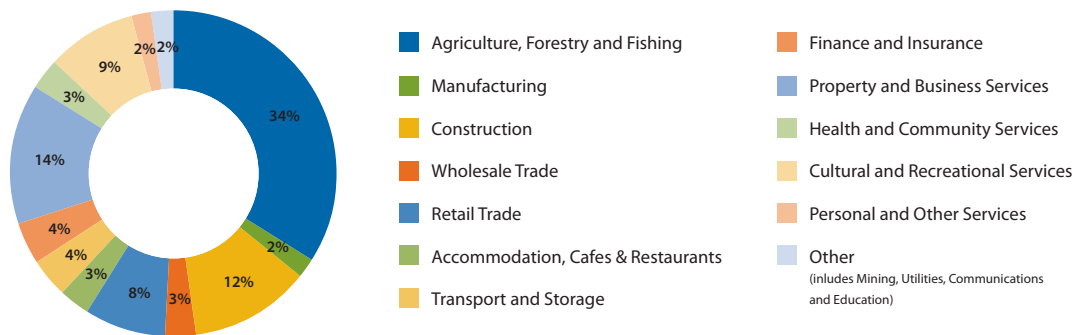 34%
2%
12%
3%
8%
3%
4%
4%
14%
3%
9%
2%
2%
Agriculture, Forestry and Fishing
Manufacturing
Construction
Wholesale Trade
Retail Trade
Accommodation, Cafes & Restaurants
Transport and Storage
Finance and Insurance
Property and Business Services
Health and Community Services
Cultural and Recreational Services
Personal and Other Services
Other
(inludes Mining, Utilities, Communications
and Education)